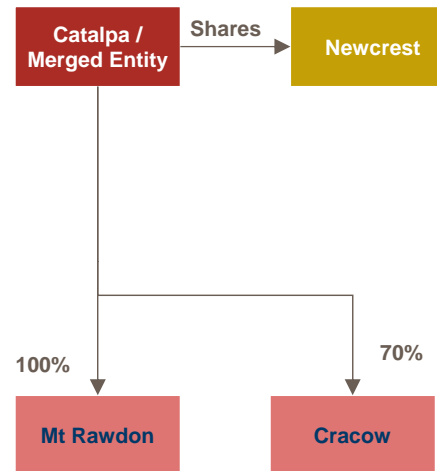 Catalpa /
Merged Entity
Shares
Newcrest
100%
70%
Mt Rawdon
Cracow